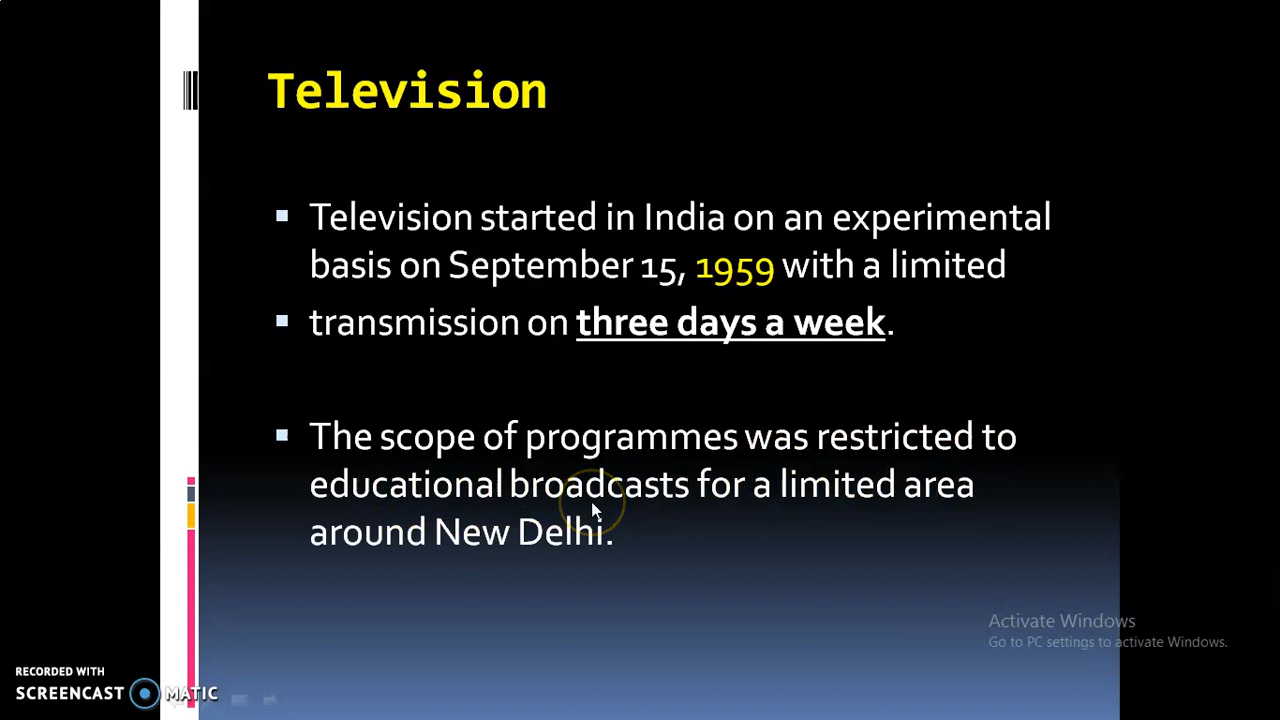 Television
Television started in India on an experimental
basis on September 15, 1959 with a limited
transmission on three days a week.
The scope of programmes was restricted to
educational broadcasts for a limited area
around New Delhi.
Activate Windows
Go to PC settings to activate Windows.
RECORDED WITH
SCREENCAST MATIC